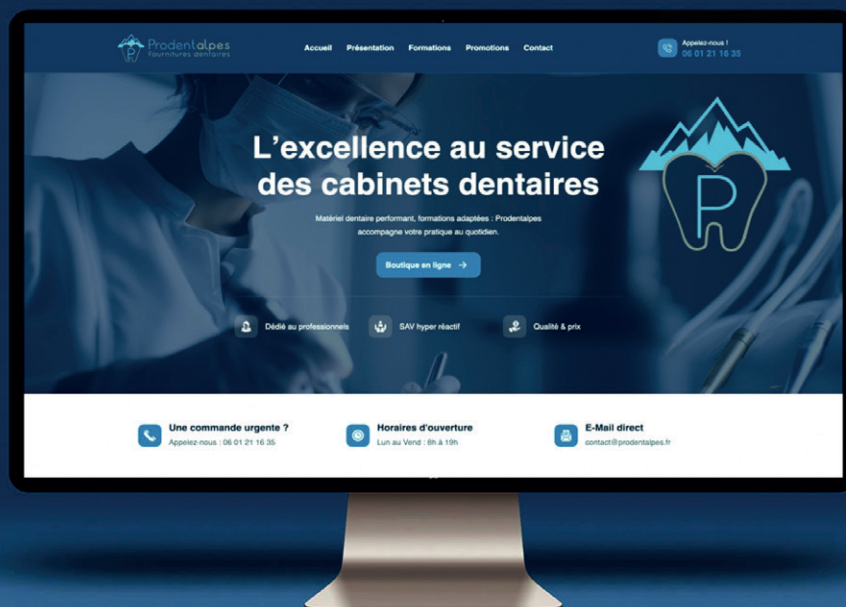 Prodentalpes
Fournitures dentaires
Accueil Présentation Formations Promotions Contact
Appelez-nous !
06 01 21 16 35
L'excellence au service
des cabinets dentaires
P
Matériel dentaire performant, formations adaptées : Prodentalpes
accompagne votre pratique au quotidien.
Boutique en ligne →
Dédié au professionnels SAV hyper réactif Qualité & prix
Une commande urgente ?
Appelez-nous : 06 01 21 16 35
Horaires d'ouverture
Lun au Vend : 8h à 19h
E-Mail direct
contact@prodentalpes.fr